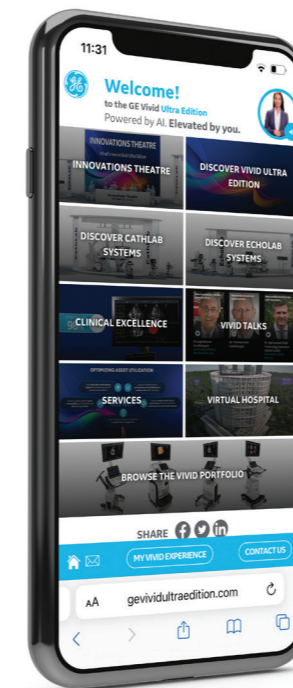 11:31
Welcome!
to the GE Vivid Ultra Edition
Powered by AI. Elevated by you.
INNOVATIONS THEATRE
INNOVATIONS THEATRE
DISCOVER VIVID ULTRA
EDITION
DISCOVER CATHLAB
SYSTEMS
DISCOVER ECHOLAB
SYSTEMS
CLINICAL EXCELLENCE
VIVID TALKS
OPTIMIZING ASSET UTILIZATION
SERVICES
VIRTUAL HOSPITAL
BROWSE THE VIVID PORTFOLIO
SHARE
MY VIVID EXPERIENCE
CONTACT US
AA
gevividultraedition.com